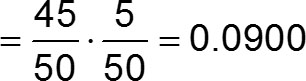 = 45/50 · 5/50 = 0.0900